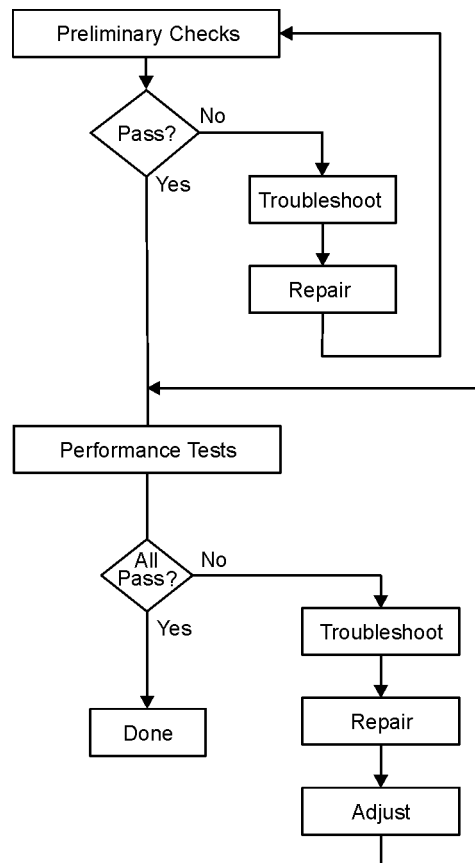 Preliminary Checks
Pass?
No
Yes
Troubleshoot
Repair
Performance Tests
All
Pass?
No
Yes
Troubleshoot
Done
Repair
Adjust